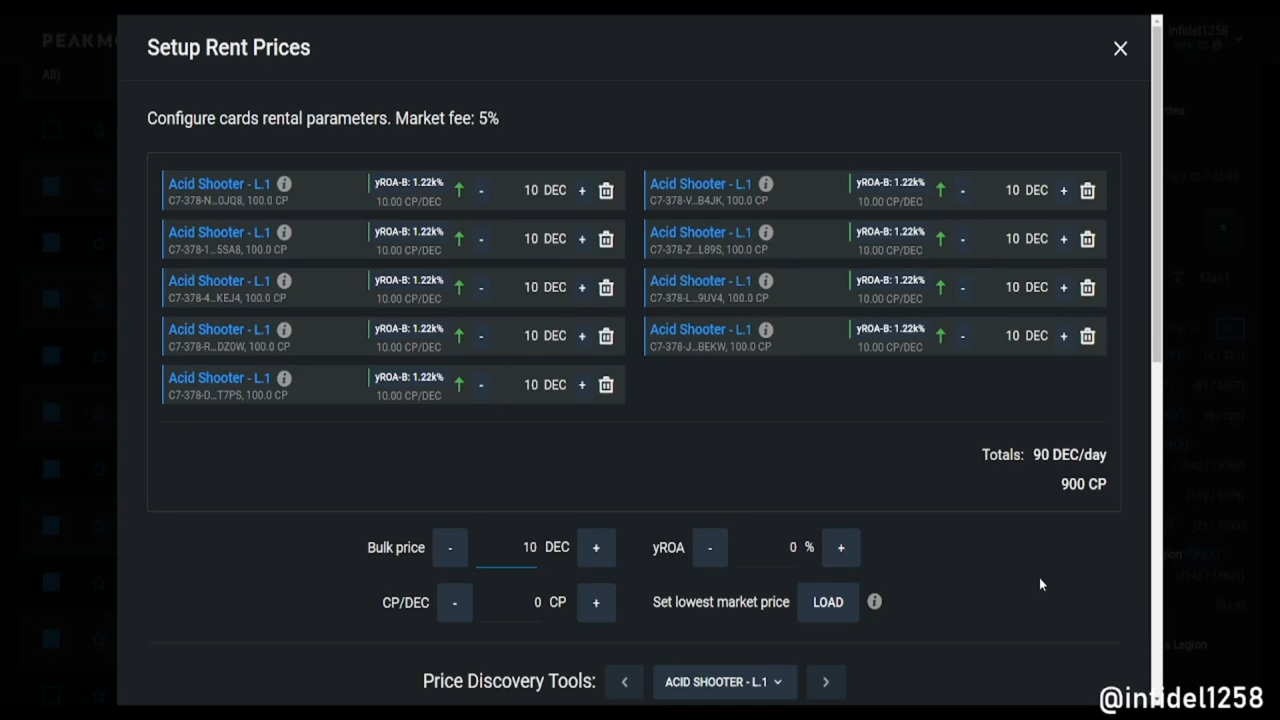 PEAKM
infidel1258
All)
Setup Rent Prices
Configure cards rental parameters. Market fee: 5%
Acid Shooter - L.1 yROA-B: 1.22k% - 10 DEC +
C7-378-N...0JQ8, 100.0 CP 10.00 CP/DEC
Acid Shooter - L.1 yROA-B: 1.22k% - 10 DEC +
C7-378-V...B4JK, 100.0 CP 10.00 CP/DEC
Acid Shooter - L.1 yROA-B: 1.22k% - 10 DEC +
C7-378-1...5SA8, 100.0 CP 10.00 CP/DEC
Acid Shooter - L.1 yROA-B: 1.22k% - 10 DEC +
C7-378-Z...L89S, 100.0 CP 10.00 CP/DEC
Acid Shooter - L.1 yROA-B: 1.22k% - 10 DEC +
C7-378-4...KEJ4, 100.0 CP 10.00 CP/DEC
Acid Shooter - L.1 yROA-B: 1.22k% - 10 DEC +
C7-378-L...9UV4, 100.0 CP 10.00 CP/DEC
Acid Shooter - L.1 yROA-B: 1.22k% - 10 DEC +
C7-378-R...DZ0W, 100.0 CP 10.00 CP/DEC
Acid Shooter - L.1 yROA-B: 1.22k% - 10 DEC +
C7-378-J...BEKW, 100.0 CP 10.00 CP/DEC
Acid Shooter - L.1 yROA-B: 1.22k% - 10 DEC +
C7-378-D...T7PS, 100.0 CP 10.00 CP/DEC
Totals: 90 DEC/day
900 CP
Bulk price - 10 DEC + yROA - 0 % +
CP/DEC - 0 CP + Set lowest market price LOAD
Legion
Price Discovery Tools: < ACID SHOOTER - L.1 >
@infidel1258